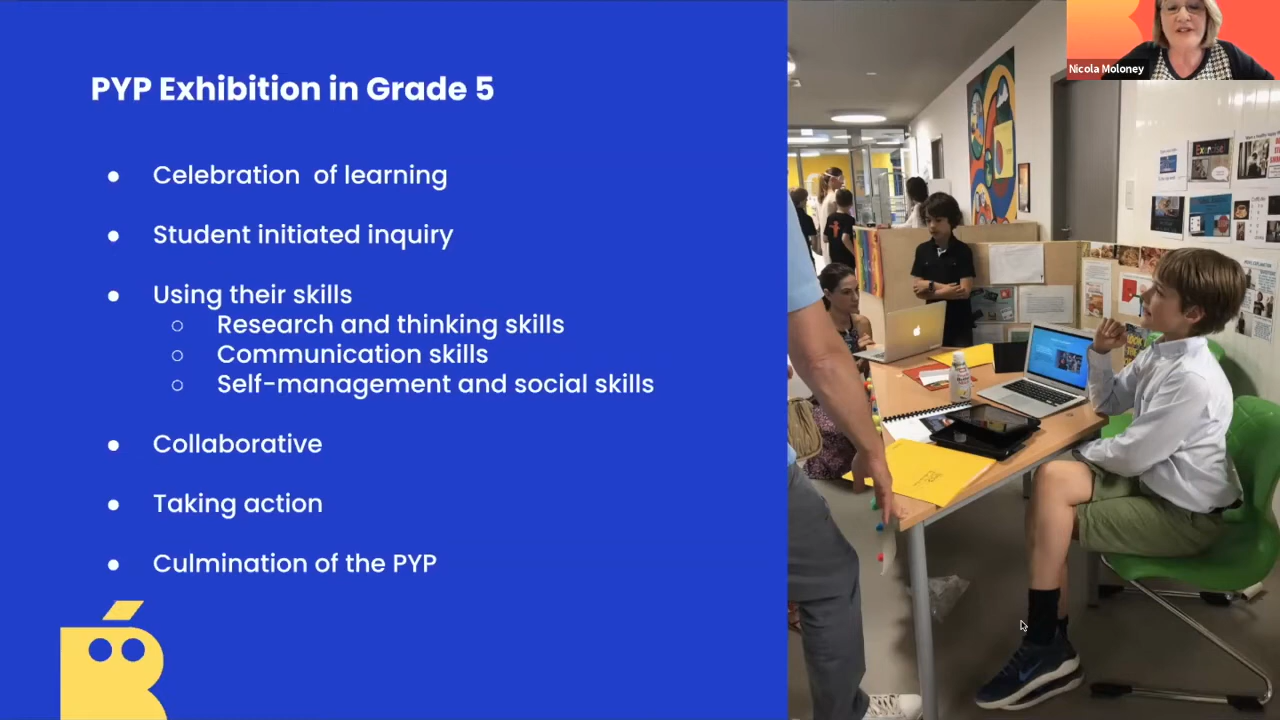 PYP Exhibition in Grade 5
Celebration of learning
Student initiated inquiry
Using their skills
Research and thinking skills
Communication skills
Self-management and social skills
Collaborative
Taking action
Culmination of the PYP
Nicola Moloney
Exercise!